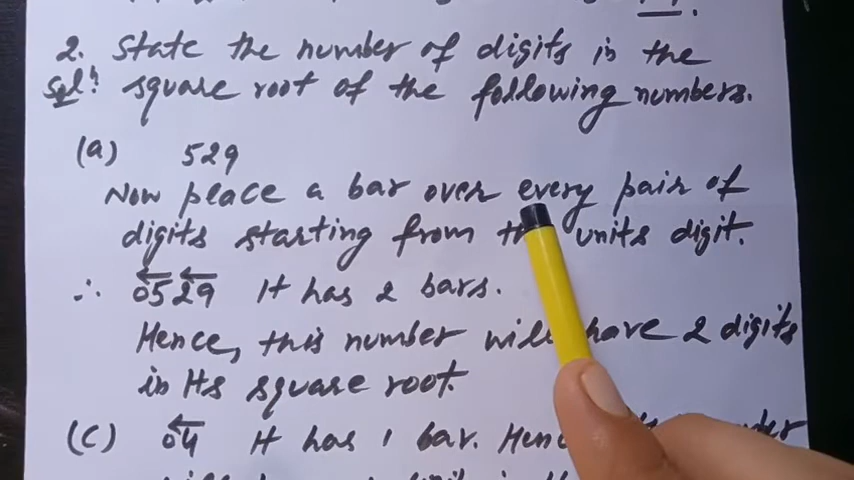 2. State the number of digits in the
Solⁿ: square root of the following numbers.
(a) 529
Now place a bar over every pair of
digits starting from units digit.
∴ 0529 It has 2 bars.
Hence, this number will have 2 digits
in its square root.
(C) 04 It has 1 bar.